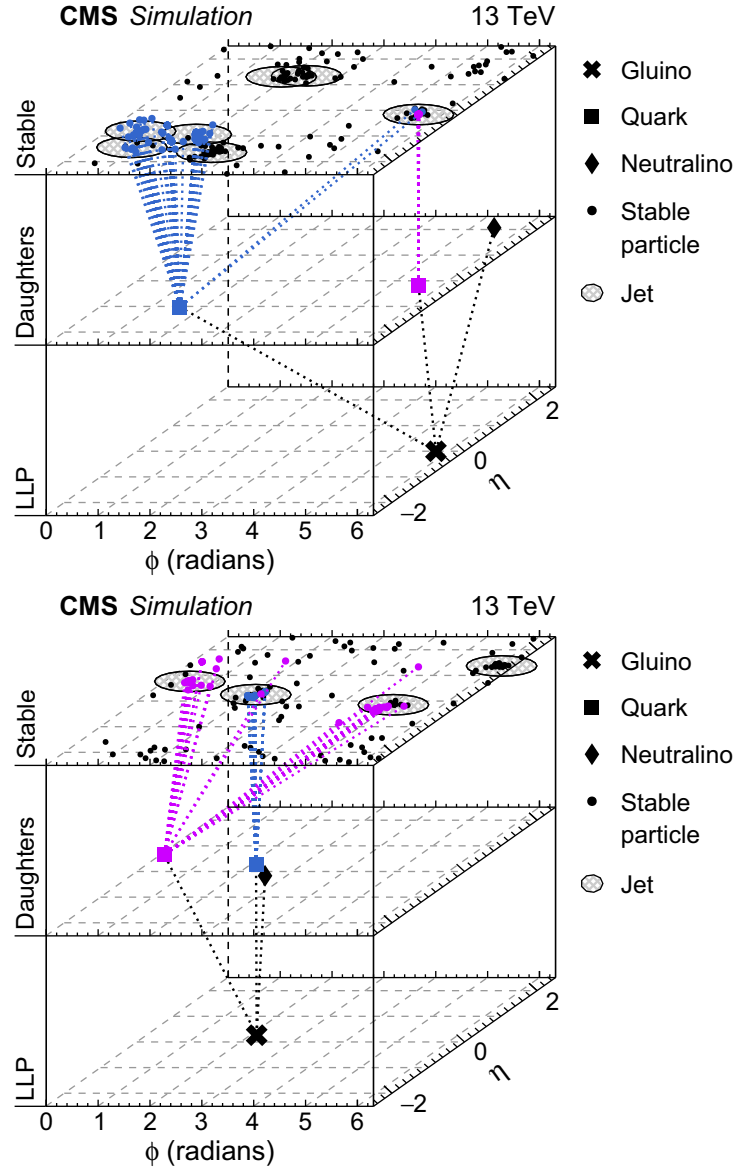 CMS Simulation 13 TeV
Gluino
Quark
Neutralino
Stable
particle
Jet
Stable
Daughters
LLP
2
0
−2
η
0 1 2 3 4 5 6
ϕ (radians)
CMS Simulation 13 TeV
Gluino
Quark
Neutralino
Stable
particle
Jet
Stable
Daughters
LLP
2
0
−2
η
0 1 2 3 4 5 6
ϕ (radians)